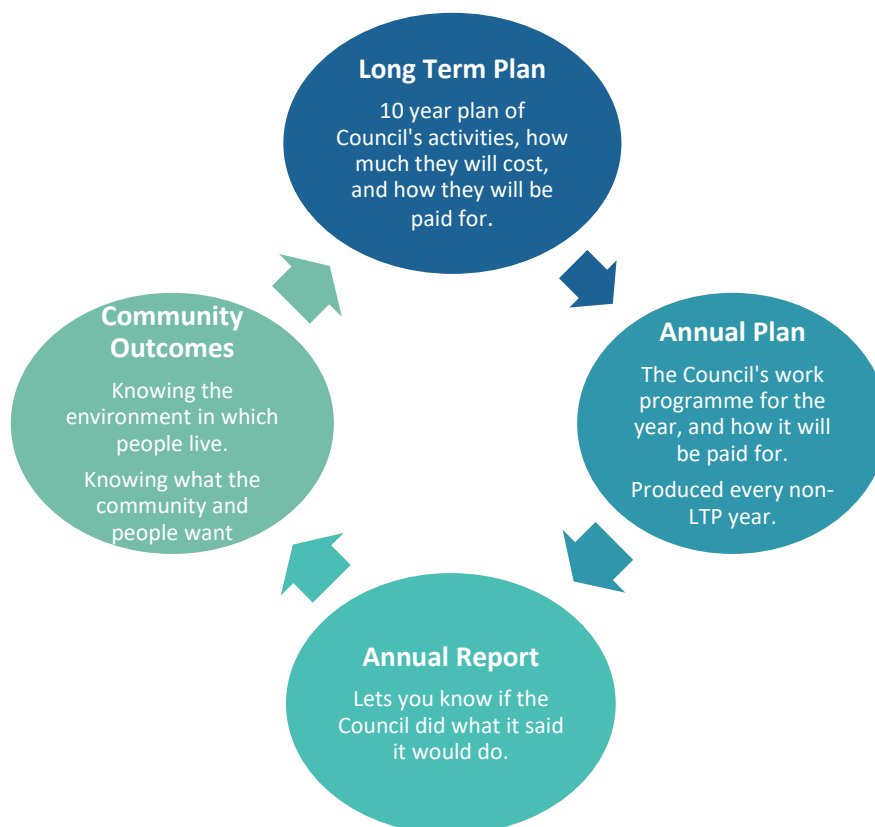 Long Term Plan
10 year plan of
Council's activities, how
much they will cost,
and how they will be
paid for.
Annual Plan
The Council's work
programme for the
year, and how it will
be paid for.
Produced every non-
LTP year.
Annual Report
Lets you know if the
Council did what it said
it would do.
Community
Outcomes
Knowing the
environment in which
people live.
Knowing what the
community and
people want